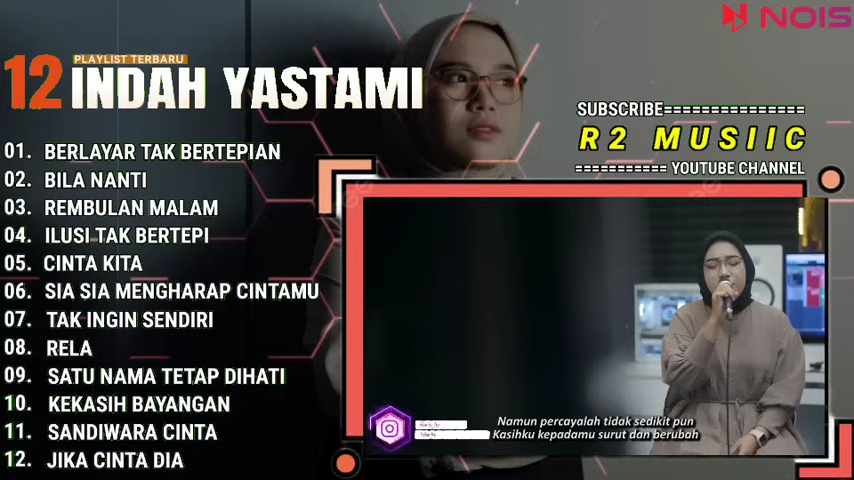 NOIS
PLAYLIST TERBARU
12 INDAH YASTAMI
SUBSCRIBE===============
R2 MUSIIC
=========== YOUTUBE CHANNEL
01. BERLAYAR TAK BERTEPIAN
02. BILA NANTI
03. REMBULAN MALAM
04. ILUSI TAK BERTEPI
05. CINTA KITA
06. SIA SIA MENGHARAP CINTAMU
07. TAK INGIN SENDIRI
08. RELA
09. SATU NAMA TETAP DIHATI
10. KEKASIH BAYANGAN
11. SANDIWARA CINTA
12. JIKA CINTA DIA
Namun percayalah tidak sedikit pun
Kasihku kepadamu surut dan berubah